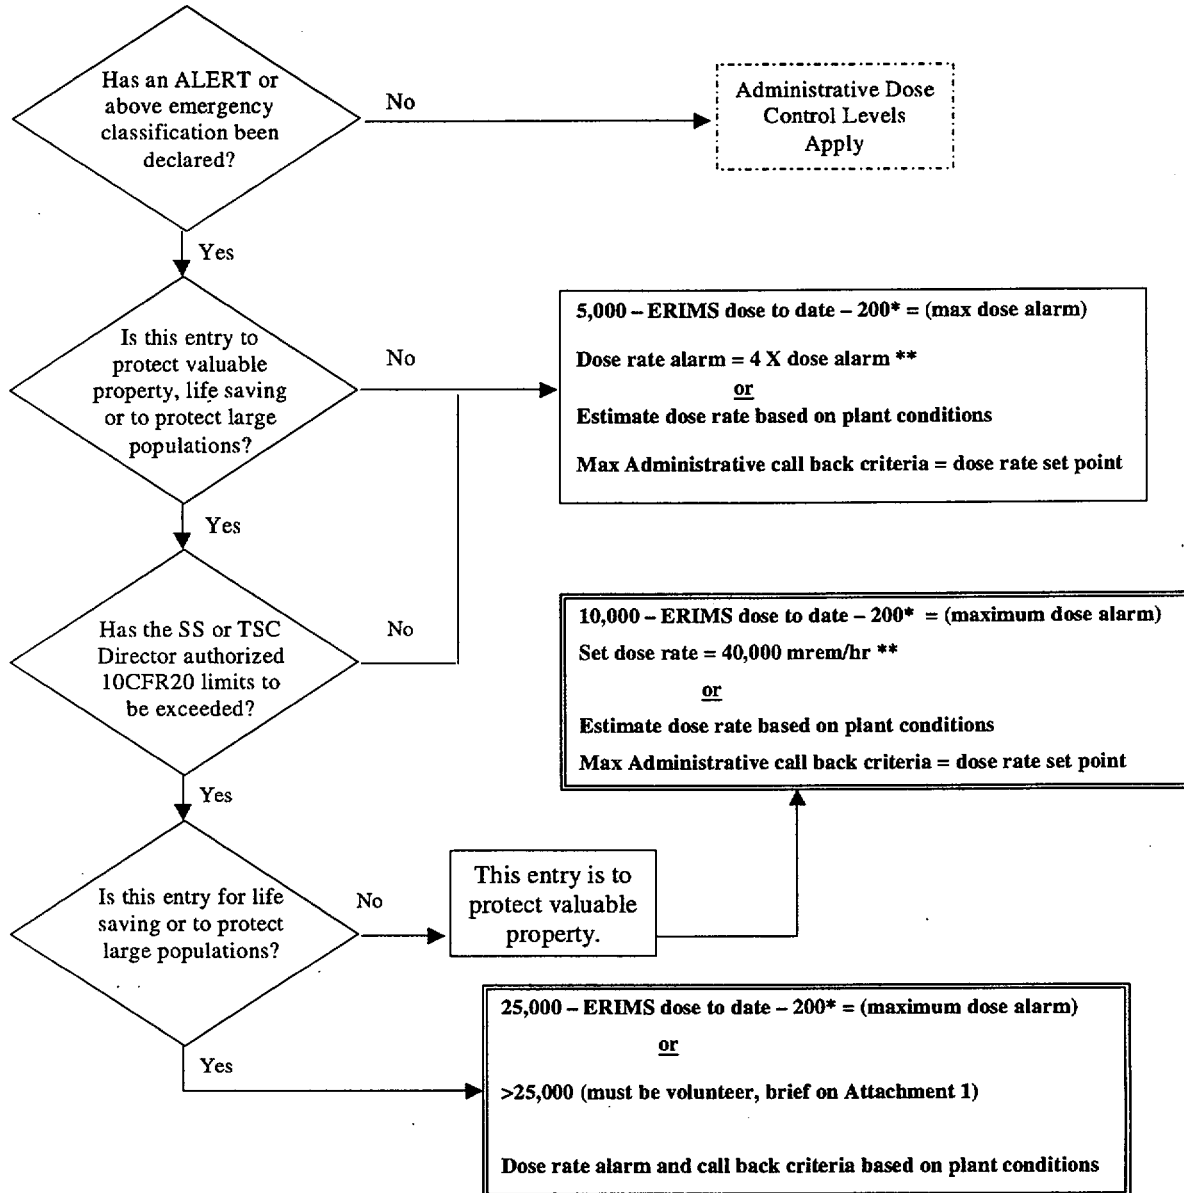 Has an ALERT or
above emergency
classification been
declared?
No
Administrative Dose
Control Levels
Apply
Yes
Is this entry to
protect valuable
property, life saving
or to protect large
populations?
No
5,000 – ERIMS dose to date – 200* = (max dose alarm)
Dose rate alarm = 4 X dose alarm **
or
Estimate dose rate based on plant conditions
Max Administrative call back criteria = dose rate set point
Yes
Has the SS or TSC
Director authorized
10CFR20 limits to
be exceeded?
No
10,000 – ERIMS dose to date – 200* = (maximum dose alarm)
Set dose rate = 40,000 mrem/hr **
or
Estimate dose rate based on plant conditions
Max Administrative call back criteria = dose rate set point
Yes
Is this entry for life
saving or to protect
large populations?
No
This entry is to
protect valuable
property.
Yes
25,000 – ERIMS dose to date – 200* = (maximum dose alarm)
or
>25,000 (must be volunteer, brief on Attachment 1)
Dose rate alarm and call back criteria based on plant conditions